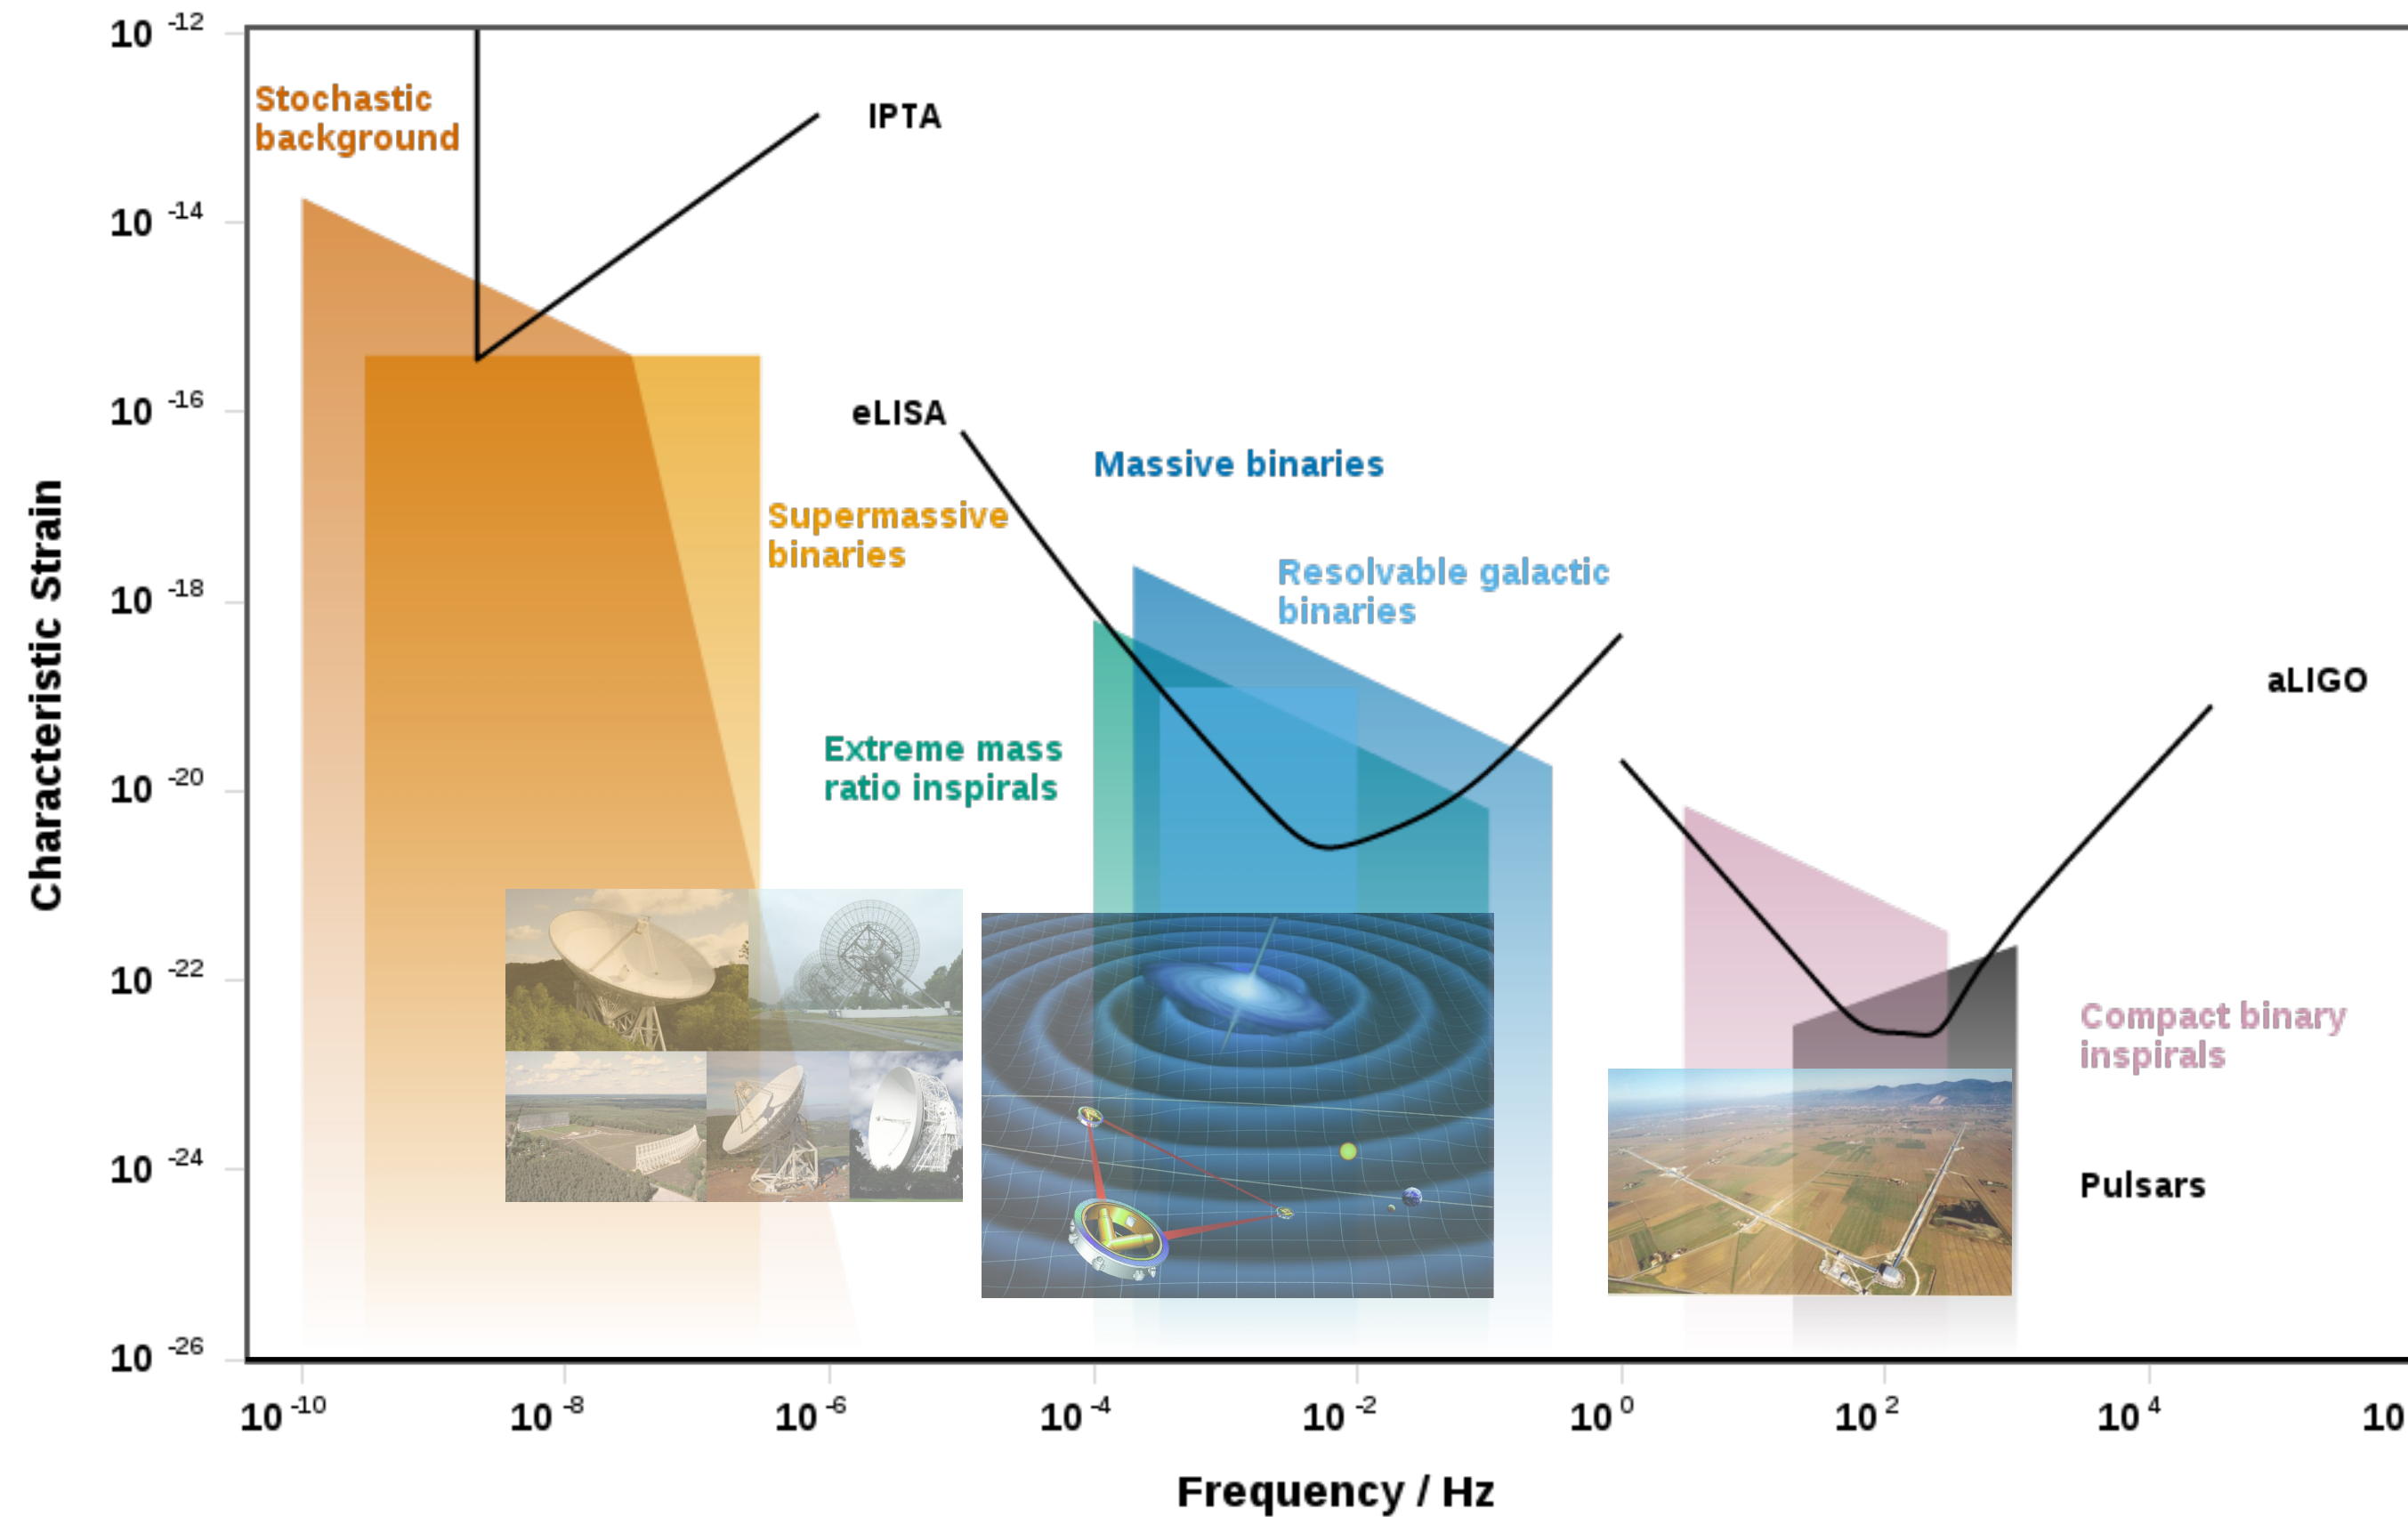 10 -12
Stochastic
background
IPTA
10 -14
10 -16
eLISA
Massive binaries
Supermassive
binaries
Resolvable galactic
binaries
10 -18
aLIGO
Extreme mass
ratio inspirals
10 -20
10 -22
Compact binary
inspirals
10 -24
Pulsars
10 -26
Characteristic Strain
10 -10
10 -8
10 -6
10 -4
10 -2
10 0
10 2
10 4
10
Frequency / Hz